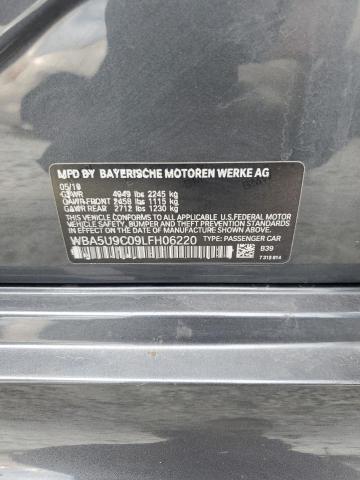 MFD BY BAYERISCHE MOTOREN WERKE AG
05/19
GVWR 4949 lbs 2245 kg
GAWR FRONT 2458 lbs 1115 kg
GAWR REAR 2712 lbs 1230 kg
THIS VEHICLE CONFORMS TO ALL APPLICABLE U.S. FEDERAL MOTOR
VEHICLE SAFETY, BUMPER, AND THEFT PREVENTION STANDARDS IN
EFFECT ON THE DATE OF MANUFACTURE SHOWN ABOVE.
WBA5U9C09LFH06220 TYPE: PASSENGER CAR
B39
7 315 614